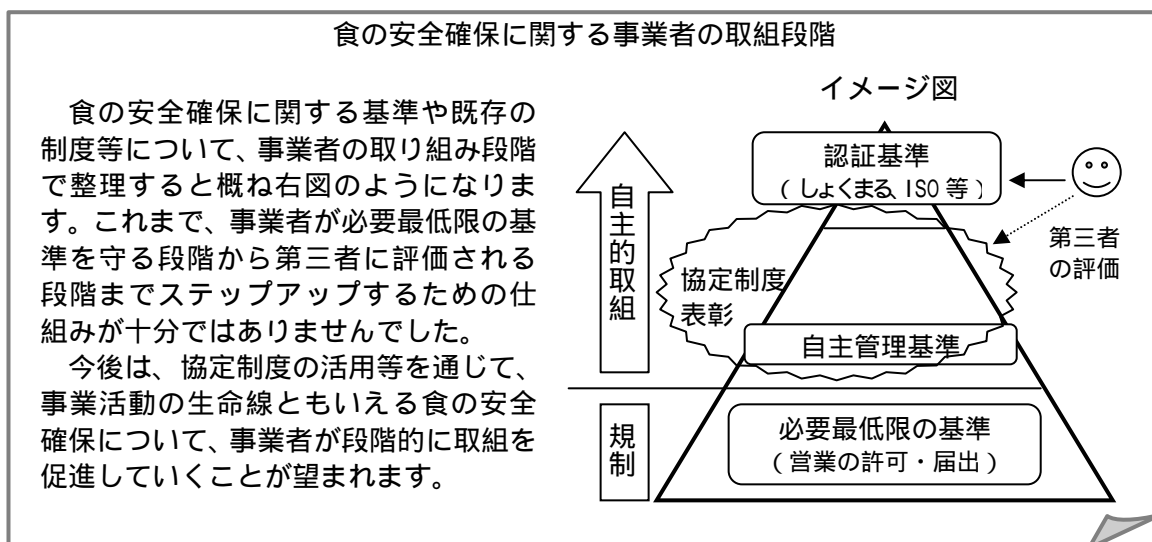 食の安全確保に関する事業者の取組段階
食の安全確保に関する基準や既存の
制度等について、事業者の取り組み段階
で整理すると概ね右図のようになりま
す。これまで、事業者が必要最低限の基
準を守る段階から第三者に評価される
段階までステップアップするための仕
組みが十分ではありませんでした。
今後は、協定制度の活用等を通じて、
事業活動の生命線ともいえる食の安全
確保について、事業者が段階的に取組を
促進していくことが望まれます。
イメージ図
認証基準
(しょくまる、ISO 等)
第三者
の評価
自主的取組
協定制度
表彰
自主管理基準
規制
必要最低限の基準
(営業の許可・届出)